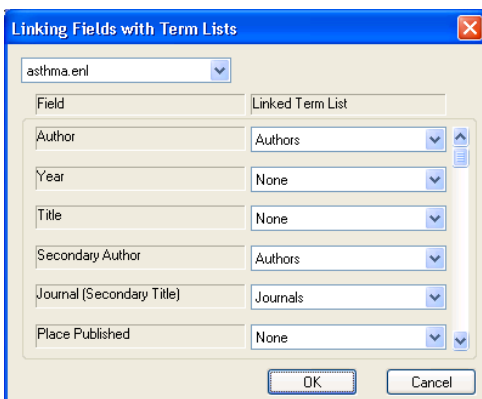 Linking Fields with Term Lists
asthma.enl
Field Linked Term List
Author Authors
Year None
Title None
Secondary Author Authors
Journal (Secondary Title) Journals
Place Published None
OK Cancel